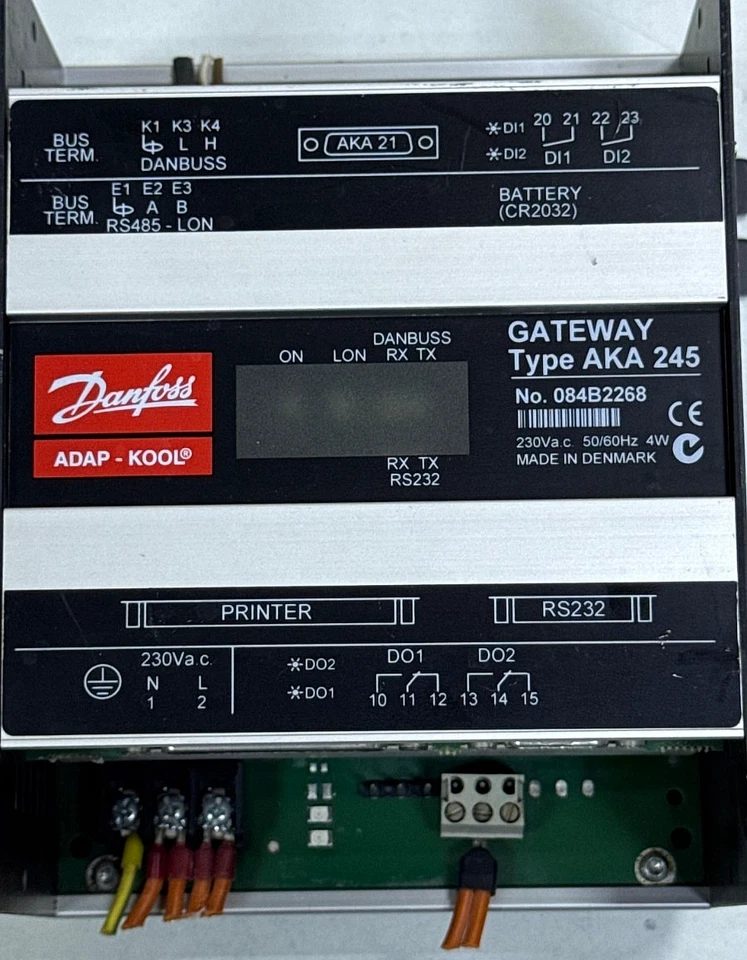 K1 K3 K4
BUS TERM. L H
DANBUSS
AKA 21
DI1 20 21 22 23
DI2 DI1 DI2
E1 E2 E3
BUS TERM. A B
RS485 - LON
BATTERY
(CR2032)
Danfoss
ADAP - KOOL®
DANBUSS
ON LON RX TX
RX TX
RS232
GATEWAY
Type AKA 245
No. 084B2268
CE
230Va.c. 50/60Hz 4W
MADE IN DENMARK
PRINTER
RS232
230Va.c.
N L
1 2
DO2
DO1
DO1 DO2
10 11 12 13 14 15